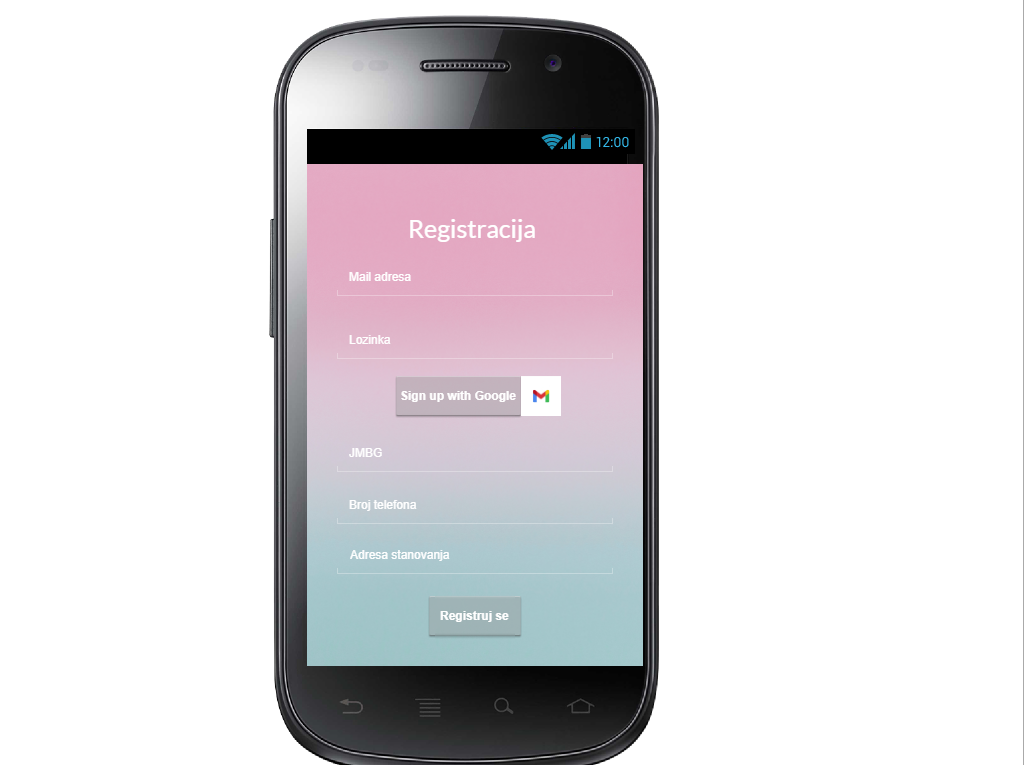 12:00
Registracija
Mail adresa
Lozinka
Sign up with Google
JMBG
Broj telefona
Adresa stanovanja
Registruj se